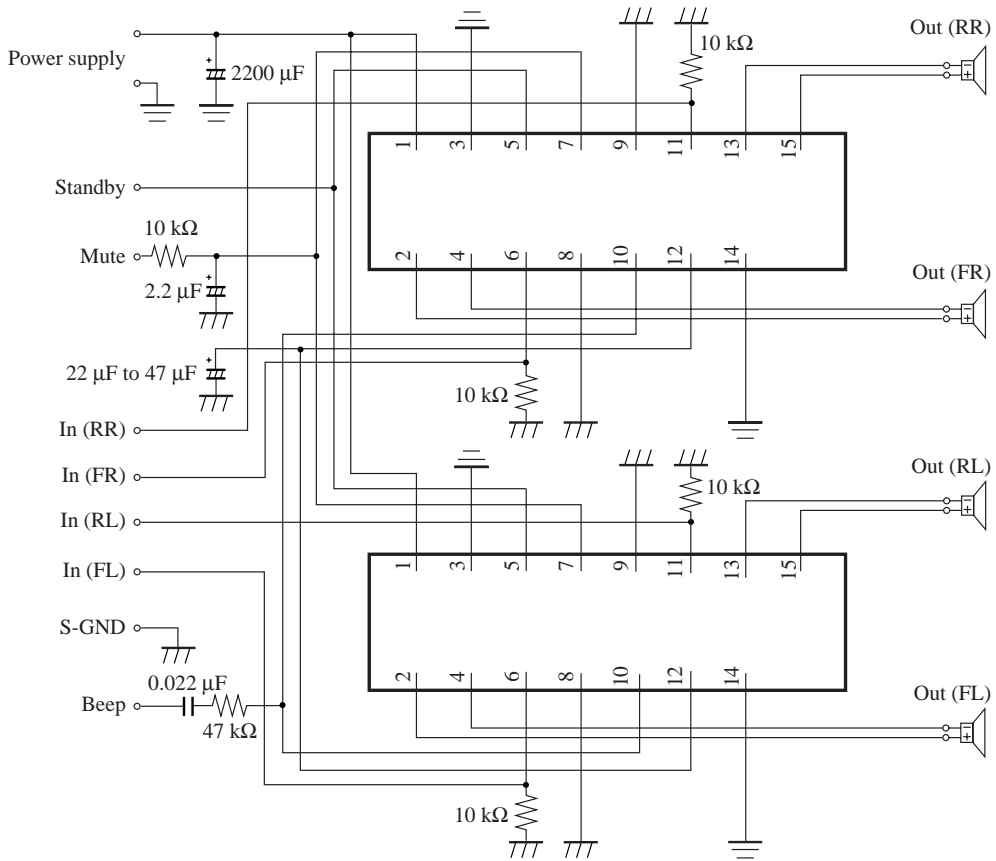 Power supply
2200 µF
10 kΩ
Out (RR)
− +
1 3 5 7 9 11 13 15
Standby
10 kΩ
Mute
2.2 µF
2 4 6 8 10 12 14
Out (FR)
− +
22 µF to 47 µF
10 kΩ
In (RR)
In (FR)
In (RL)
In (FL)
10 kΩ
Out (RL)
− +
1 3 5 7 9 11 13 15
S-GND
0.022 µF
Beep
47 kΩ
2 4 6 8 10 12 14
Out (FL)
− +
10 kΩ